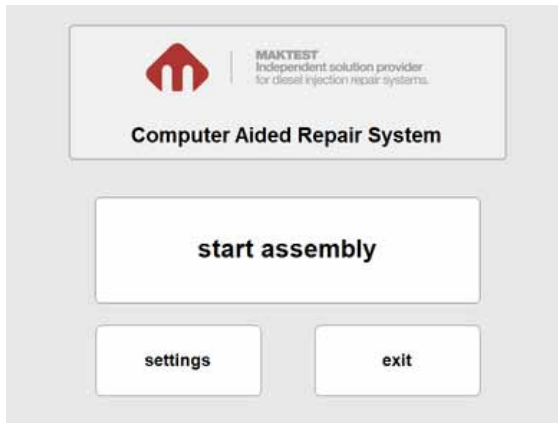 MAKTEST
Independent solution provider
for diesel injection repair systems.
Computer Aided Repair System
start assembly
settings
exit